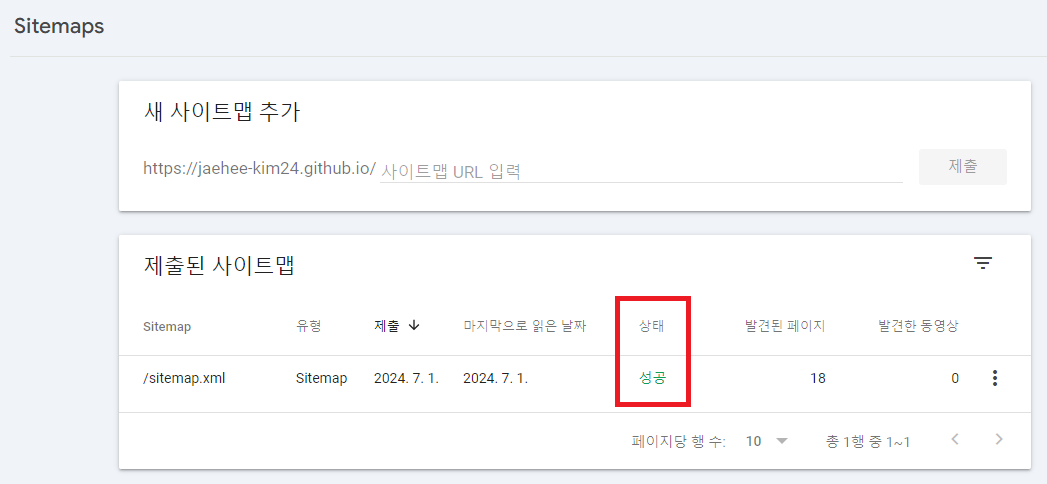 Sitemaps
새 사이트맵 추가
https://jaehee-kim24.github.io/ 사이트맵 URL 입력 제출
제출된 사이트맵
Sitemap 유형 제출 마지막으로 읽은 날짜 상태 발견된 페이지 발견한 동영상
/sitemap.xml Sitemap 2024. 7. 1. 2024. 7. 1. 성공 18 0
페이지당 행 수: 10 총 1행 중 1~1